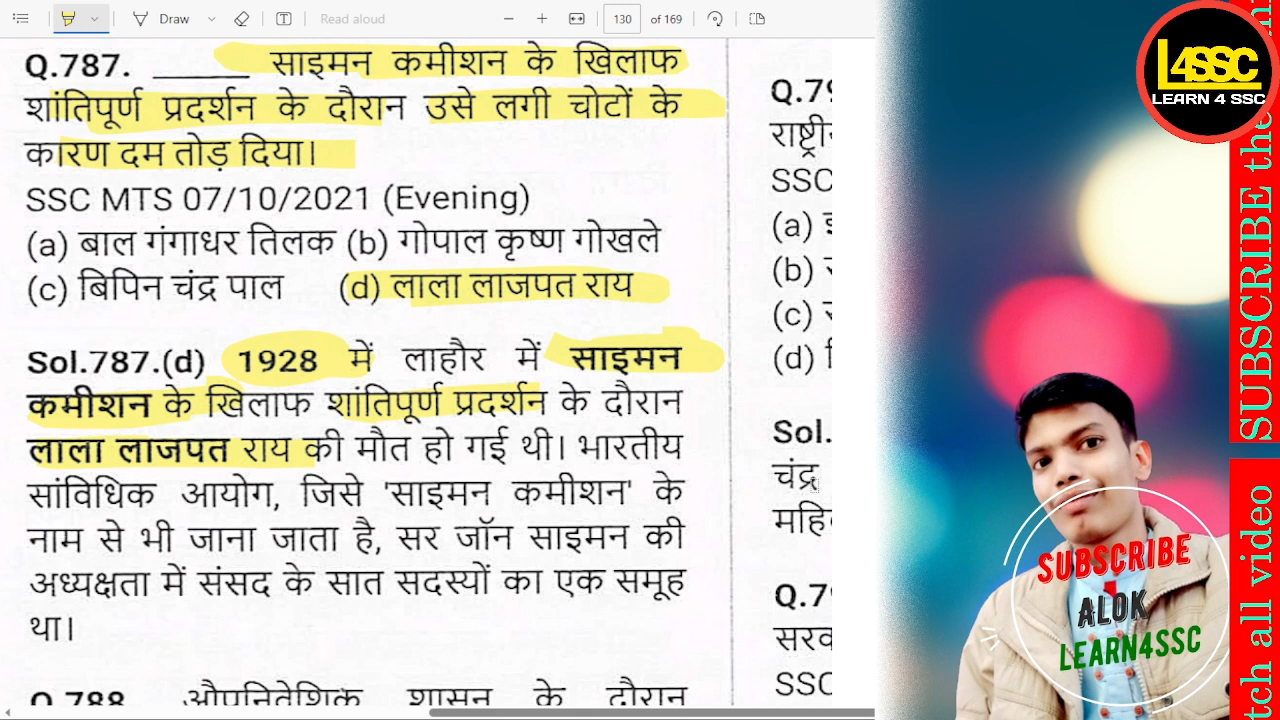 Draw
Read aloud
130 of 169
Q.787. ______ साइमन कमीशन के खिलाफ
शांतिपूर्ण प्रदर्शन के दौरान उसे लगी चोटों के
कारण दम तोड़ दिया।
SSC MTS 07/10/2021 (Evening)
(a) बाल गंगाधर तिलक (b) गोपाल कृष्ण गोखले
(c) बिपिन चंद्र पाल (d) लाला लाजपत राय
Sol.787.(d) 1928 में लाहौर में साइमन
कमीशन के खिलाफ शांतिपूर्ण प्रदर्शन के दौरान
लाला लाजपत राय की मौत हो गई थी। भारतीय
सांविधिक आयोग, जिसे 'साइमन कमीशन' के
नाम से भी जाना जाता है, सर जॉन साइमन की
अध्यक्षता में संसद के सात सदस्यों का एक समूह
था।
Q.788 औपनिवेशिक शासन के दौरान
SSC
(a)
(b)
(c)
(d)
Sol.
चंद्र
SSC
L4SSC
LEARN 4 SSC
SUBSCRIBE
ALOK
LEARN4SSC
SUBSCRIBE
all video